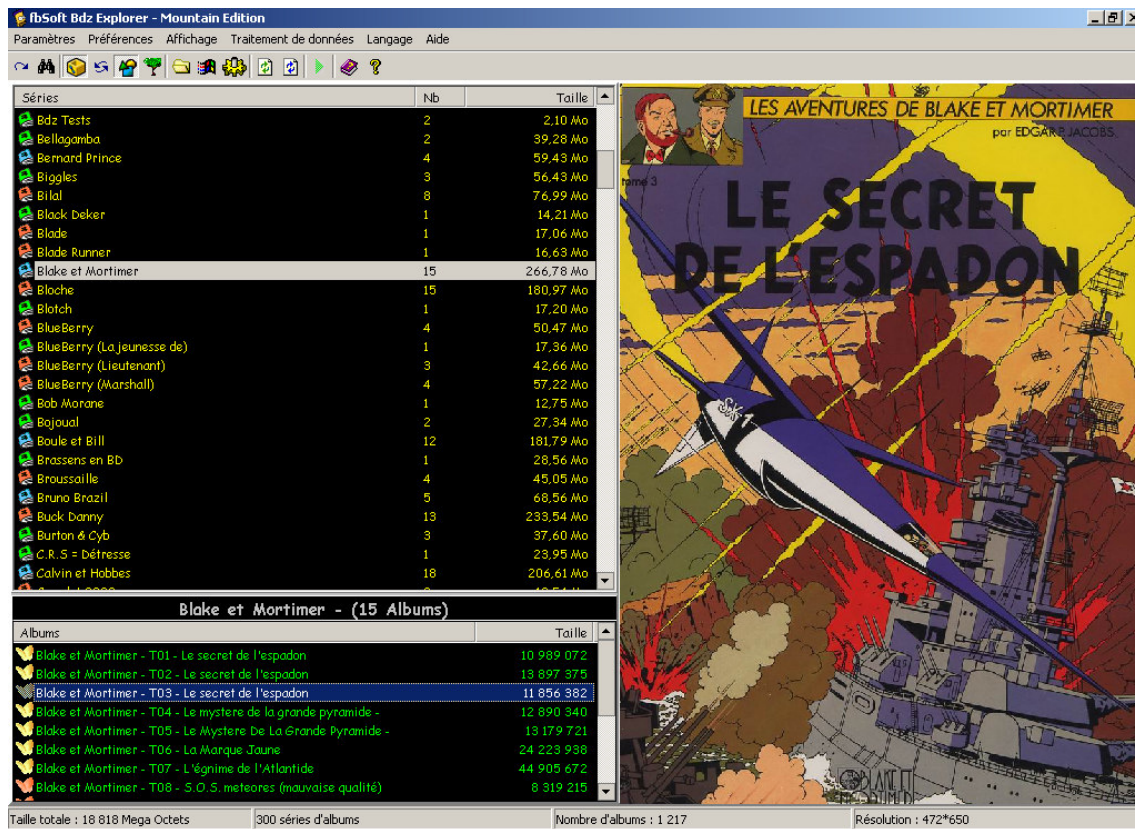 fbSoft Bdz Explorer - Mountain Edition
Paramètres Préférences Affichage Traitement de données Langage Aide
Séries Nb Taille
Bdz Tests 2 2,10 Mo
Bellagamba 2 39,28 Mo
Bernard Prince 4 59,43 Mo
Biggles 3 56,43 Mo
Bilal 8 76,99 Mo
Black Deker 1 14,21 Mo
Blade 1 17,06 Mo
Blade Runner 1 16,63 Mo
Blake et Mortimer 15 266,78 Mo
Bloche 15 180,97 Mo
Blotch 1 17,20 Mo
BlueBerry 4 50,47 Mo
BlueBerry (La jeunesse de) 1 17,36 Mo
BlueBerry (Lieutenant) 3 42,66 Mo
BlueBerry (Marshall) 4 57,22 Mo
Bob Morane 1 12,75 Mo
Bojoual 2 27,34 Mo
Boule et Bill 12 181,79 Mo
Brassens en BD 1 28,56 Mo
Broussaille 4 45,05 Mo
Bruno Brazil 5 68,56 Mo
Buck Danny 13 233,54 Mo
Burton & Cyb 3 37,60 Mo
C.R.S = Détresse 1 23,95 Mo
Calvin et Hobbes 18 206,61 Mo
Blake et Mortimer - (15 Albums)
Albums Taille
Blake et Mortimer - T01 - Le secret de l'espadon 10 989 072
Blake et Mortimer - T02 - Le secret de l'espadon 13 897 375
Blake et Mortimer - T03 - Le secret de l'espadon 11 856 382
Blake et Mortimer - T04 - Le mystere de la grande pyramide - 12 890 340
Blake et Mortimer - T05 - Le Mystere De La Grande Pyramide - 13 179 721
Blake et Mortimer - T06 - La Marque Jaune 24 223 938
Blake et Mortimer - T07 - L'égnime de l'Atlantide 44 905 672
Blake et Mortimer - T08 - S.O.S. meteores (mauvaise qualité) 8 319 215
LES AVENTURES DE BLAKE ET MORTIMER
par EDGAR P. JACOBS
tome 3
LE SECRET
DE L'ESPADON
SX1
BLAKE ET
MORTIMER
Taille totale : 18 818 Mega Octets 300 séries d'albums Nombre d'albums : 1 217 Résolution : 472*650